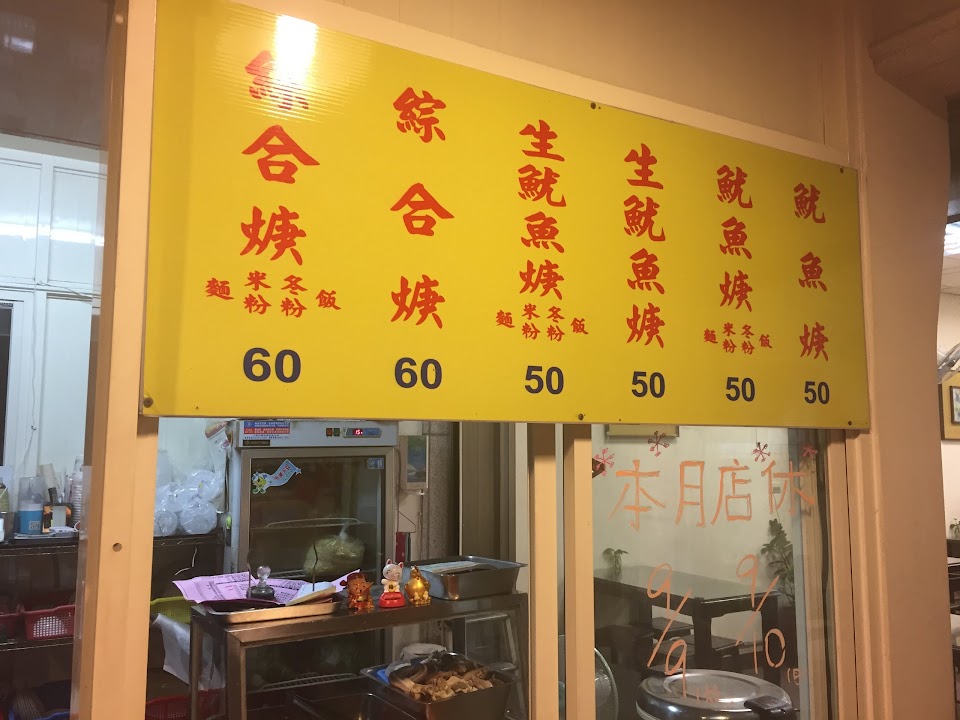 魷魚焿
50
魷魚焿
飯 冬粉 米粉 麵
50
生魷魚焿
50
生魷魚焿
飯 冬粉 米粉 麵
50
綜合焿
60
綜合焿
飯 冬粉 米粉 麵
60
本月店休
9/9
9/10